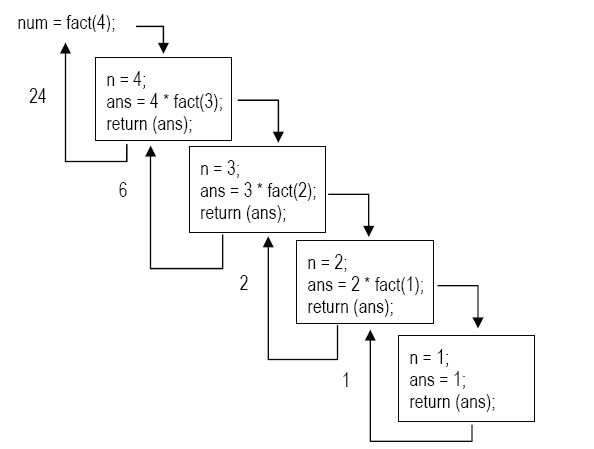 num = fact(4);
24
n = 4;
ans = 4 * fact(3);
return (ans);
6
n = 3;
ans = 3 * fact(2);
return (ans);
2
n = 2;
ans = 2 * fact(1);
return (ans);
1
n = 1;
ans = 1;
return (ans);